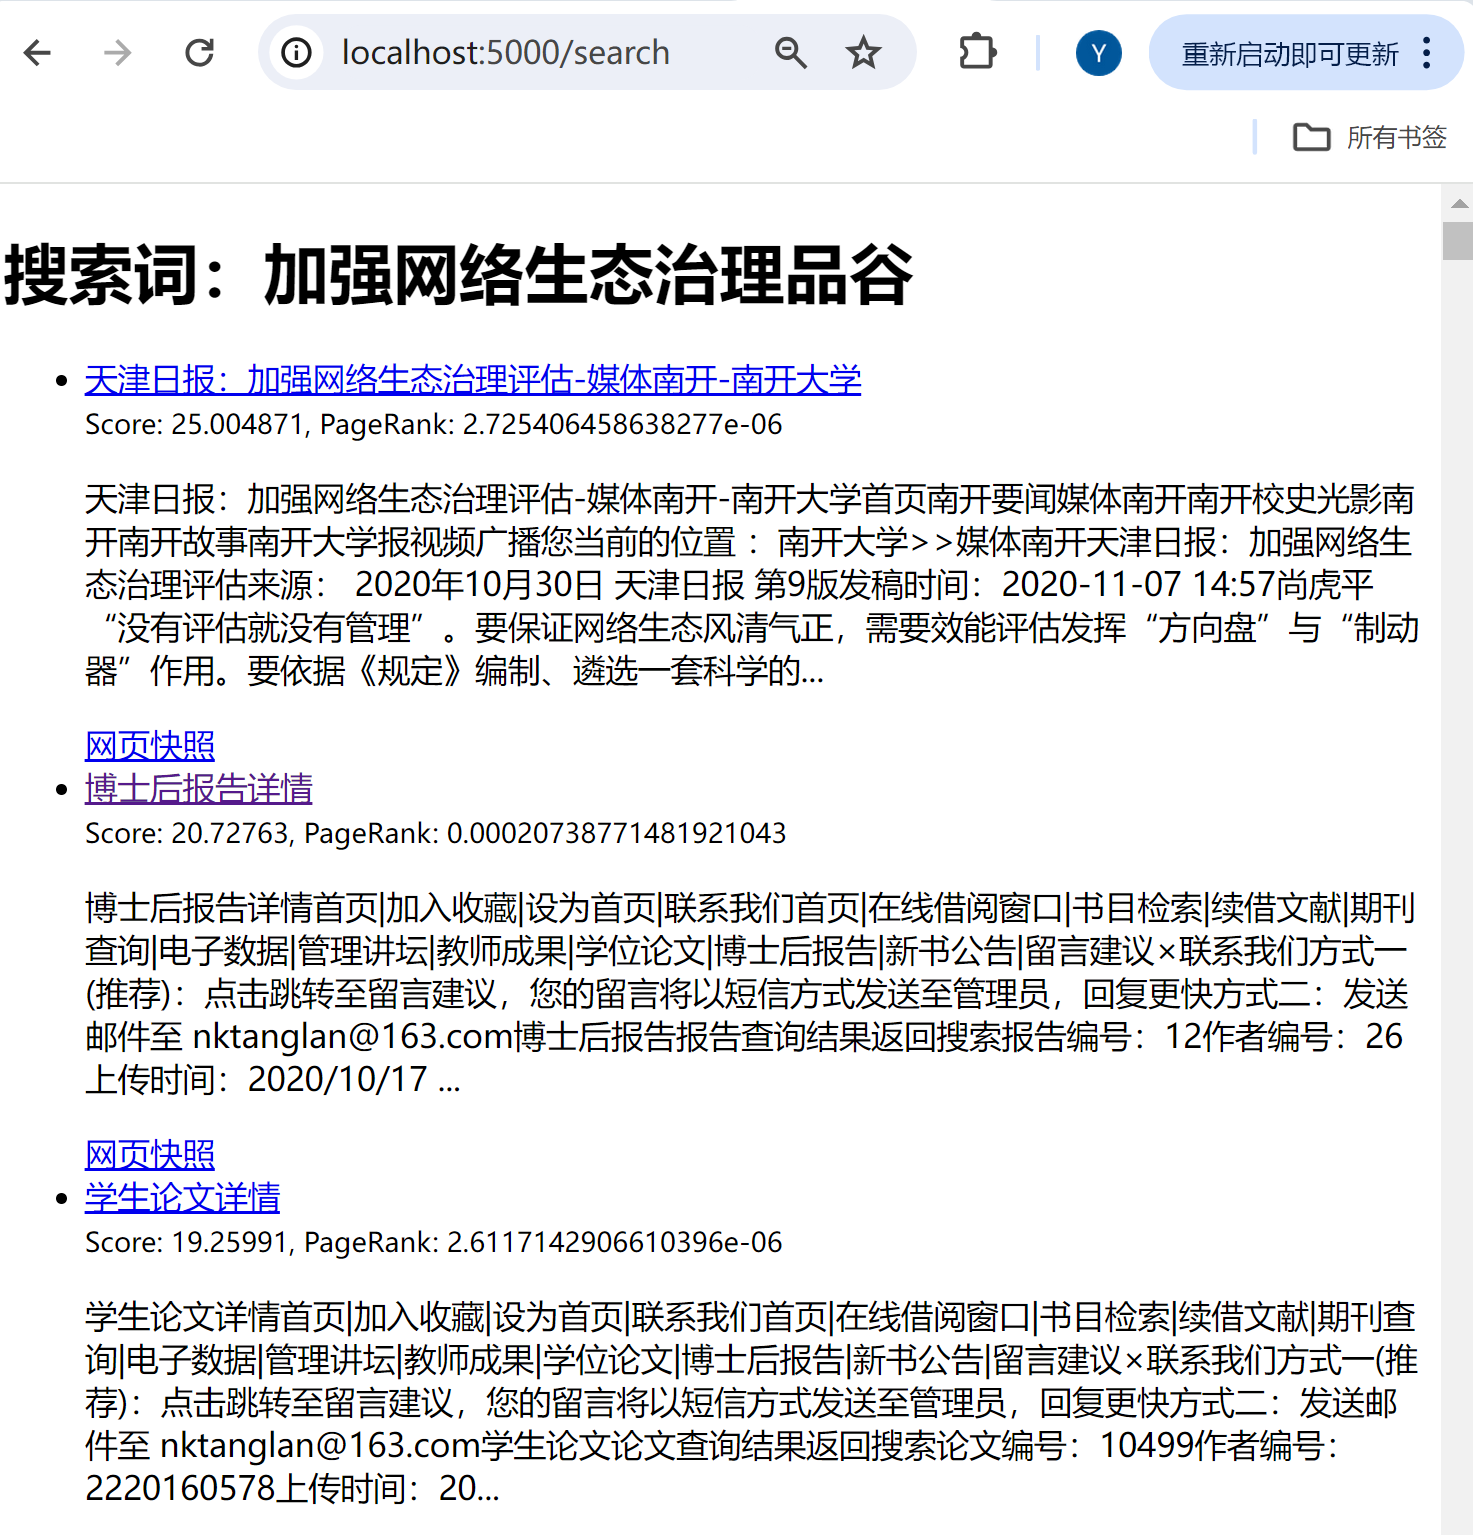 localhost:5000/search
Y
重新启动即可更新
所有书签
搜索词：加强网络生态治理品谷
天津日报：加强网络生态治理评估-媒体南开-南开大学
Score: 25.004871, PageRank: 2.725406458638277e-06
天津日报：加强网络生态治理评估-媒体南开-南开大学首页南开要闻媒体南开南开校史光影南
开南开故事南开大学报视频广播您当前的位置 ：南开大学>>媒体南开天津日报：加强网络生
态治理评估来源： 2020年10月30日 天津日报 第9版发稿时间：2020-11-07 14:57尚虎平
“没有评估就没有管理”。要保证网络生态风清气正，需要效能评估发挥“方向盘”与“制动
器”作用。要依据《规定》编制、遴选一套科学的...
网页快照
博士后报告详情
Score: 20.72763, PageRank: 0.00020738771481921043
博士后报告详情首页|加入收藏|设为首页|联系我们首页|在线借阅窗口|书目检索|续借文献|期刊
查询|电子数据|管理讲坛|教师成果|学位论文|博士后报告|新书公告|留言建议×联系我们方式一
(推荐)：点击跳转至留言建议，您的留言将以短信方式发送至管理员，回复更快方式二：发送
邮件至 nktanglan@163.com博士后报告报告查询结果返回搜索报告编号：12作者编号：26
上传时间：2020/10/17 ...
网页快照
学生论文详情
Score: 19.25991, PageRank: 2.6117142906610396e-06
学生论文详情首页|加入收藏|设为首页|联系我们首页|在线借阅窗口|书目检索|续借文献|期刊查
询|电子数据|管理讲坛|教师成果|学位论文|博士后报告|新书公告|留言建议×联系我们方式一(推
荐)：点击跳转至留言建议，您的留言将以短信方式发送至管理员，回复更快方式二：发送邮
件至 nktanglan@163.com学生论文论文查询结果返回搜索论文编号：10499作者编号：
2220160578上传时间：20...